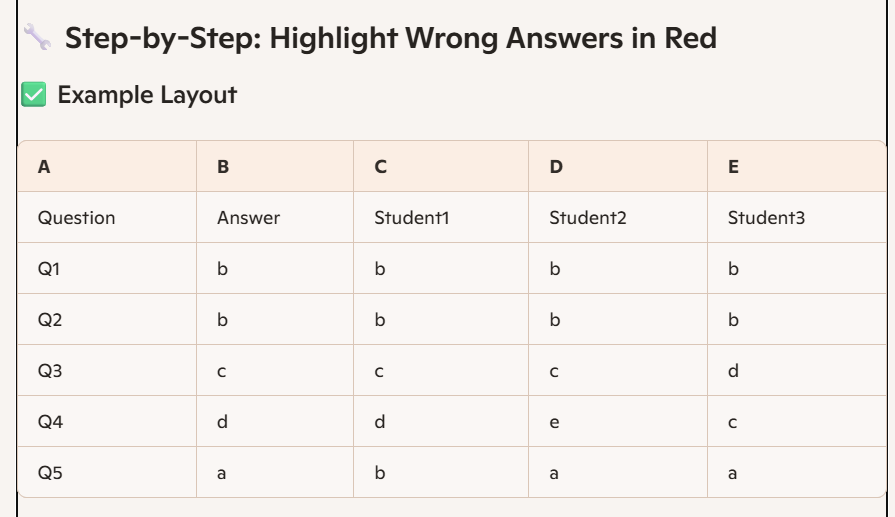 Step-by-Step: Highlight Wrong Answers in Red
Example Layout
A B C D E
Question Answer Student1 Student2 Student3
Q1 b b b b
Q2 b b b b
Q3 c c c d
Q4 d d e c
Q5 a b a a